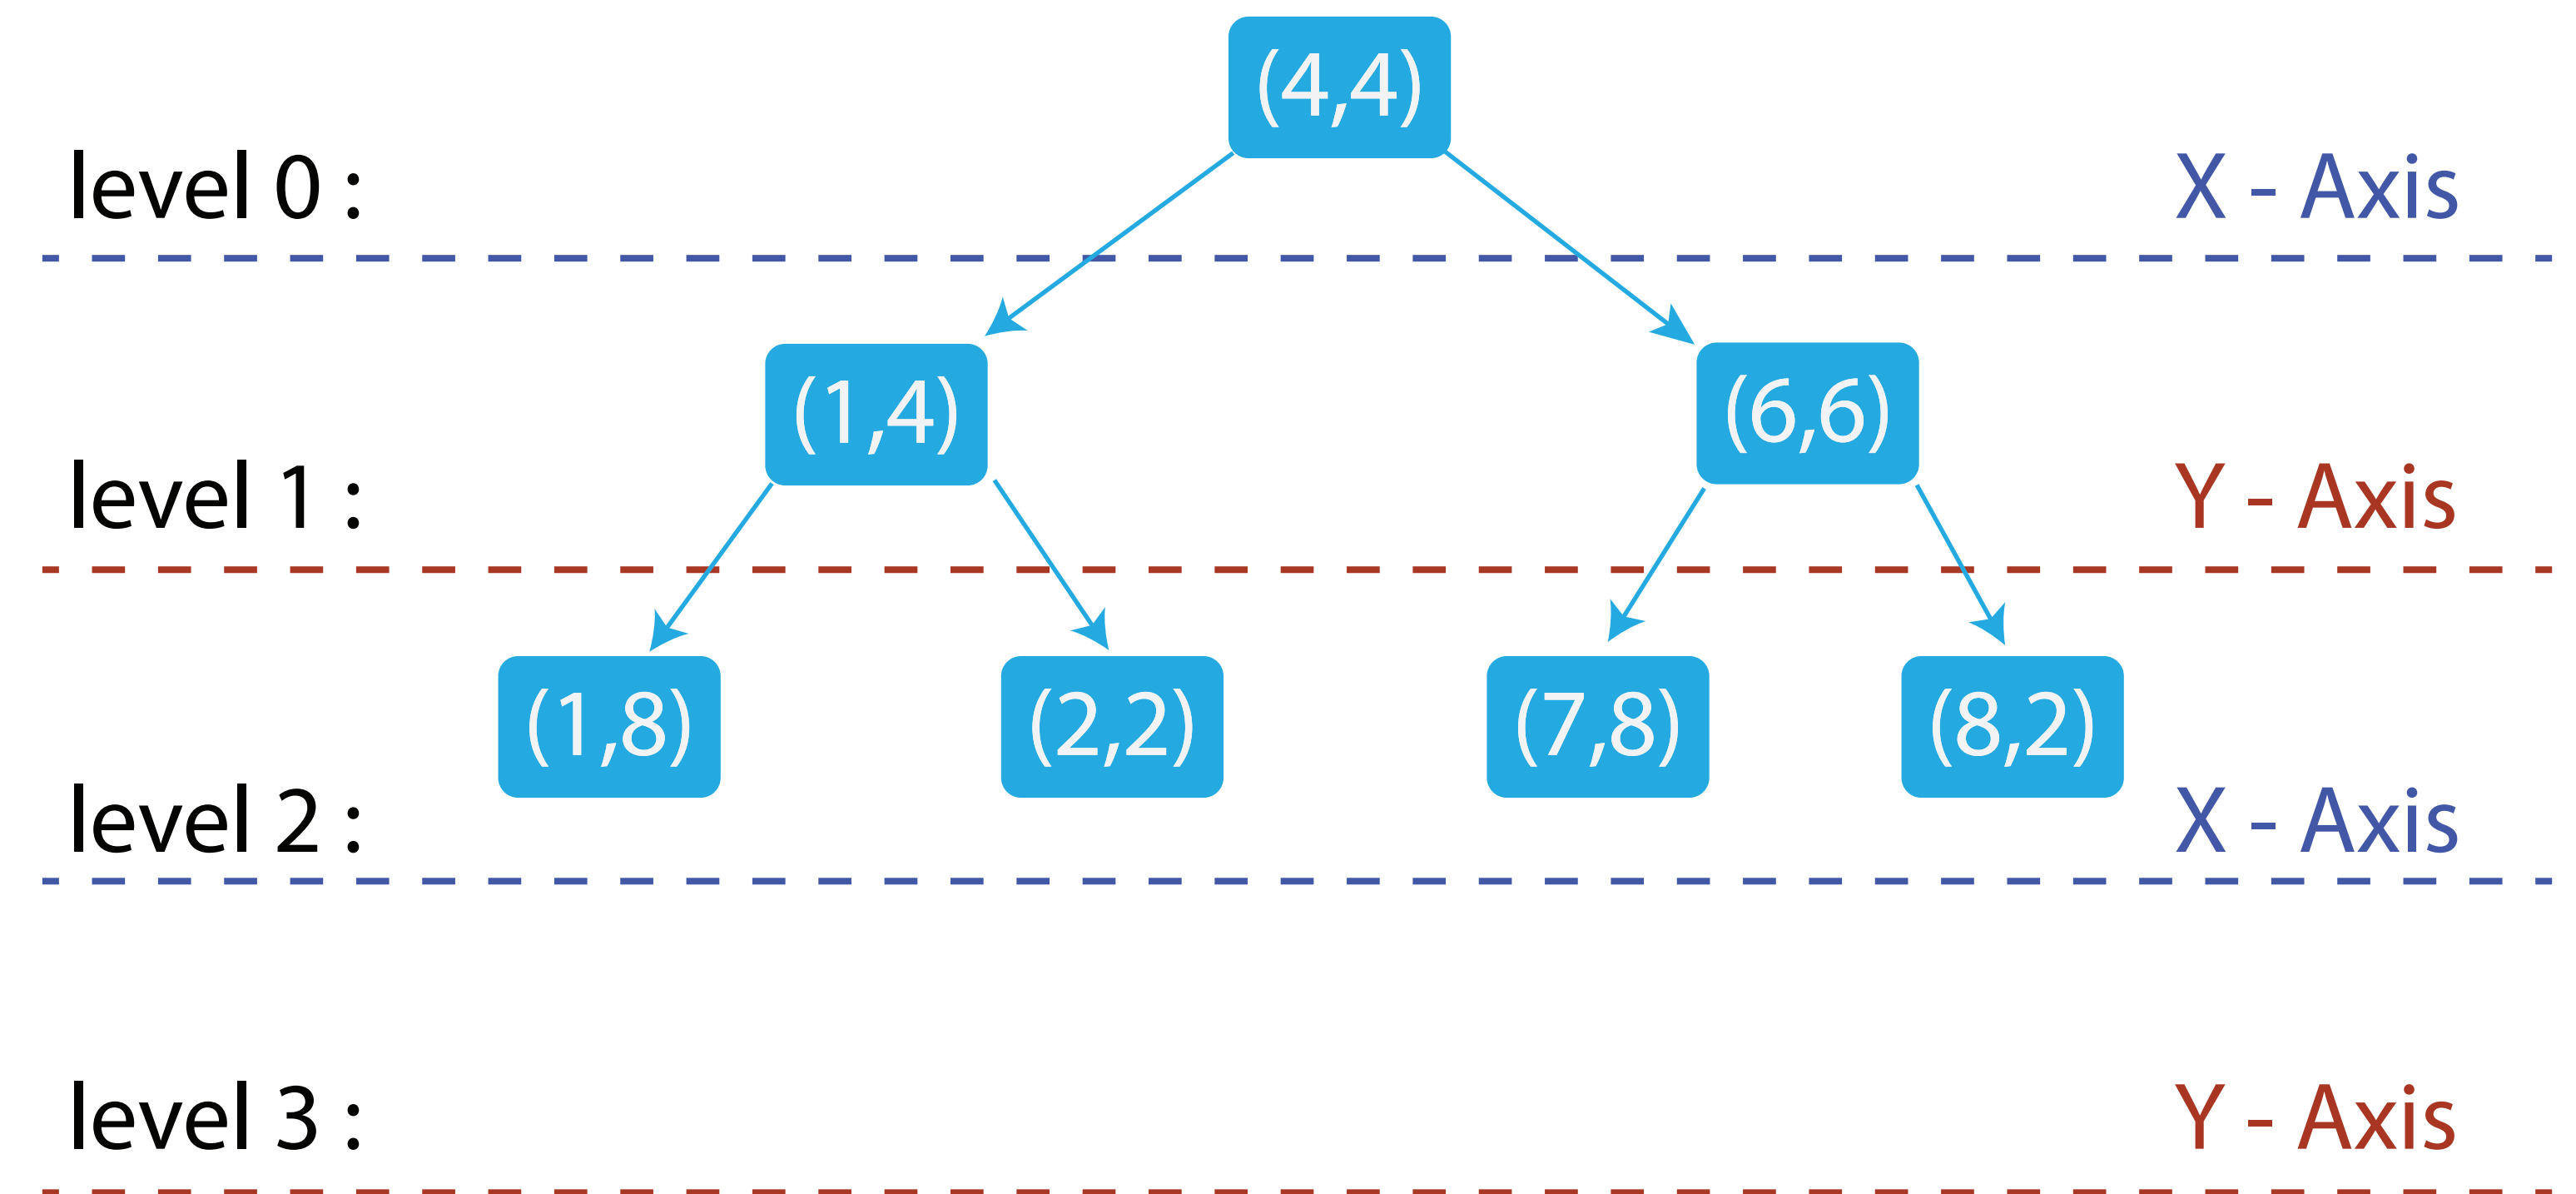 (4,4)
level 0 : X - Axis
(1,4) (6,6)
level 1 : Y - Axis
(1,8) (2,2) (7,8) (8,2)
level 2 : X - Axis
level 3 : Y - Axis